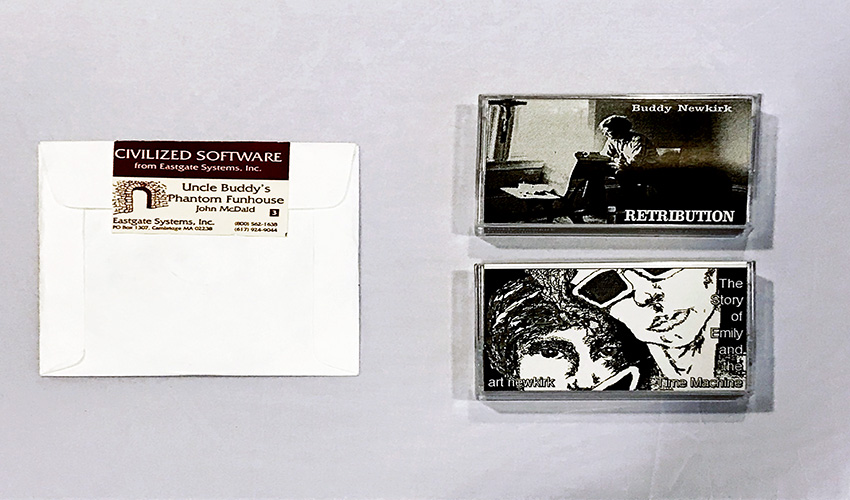 CIVILIZED SOFTWARE
from Eastgate Systems, Inc.
Uncle Buddy's
Phantom Funhouse
John McDaid
3
Eastgate Systems, Inc.
(800) 562-1638
PO Box 1307, Cambridge MA 02238
(617) 924-9044
Buddy Newkirk
RETRIBUTION
The
Story
of
Emily
and
the
Time Machine
art newkirk